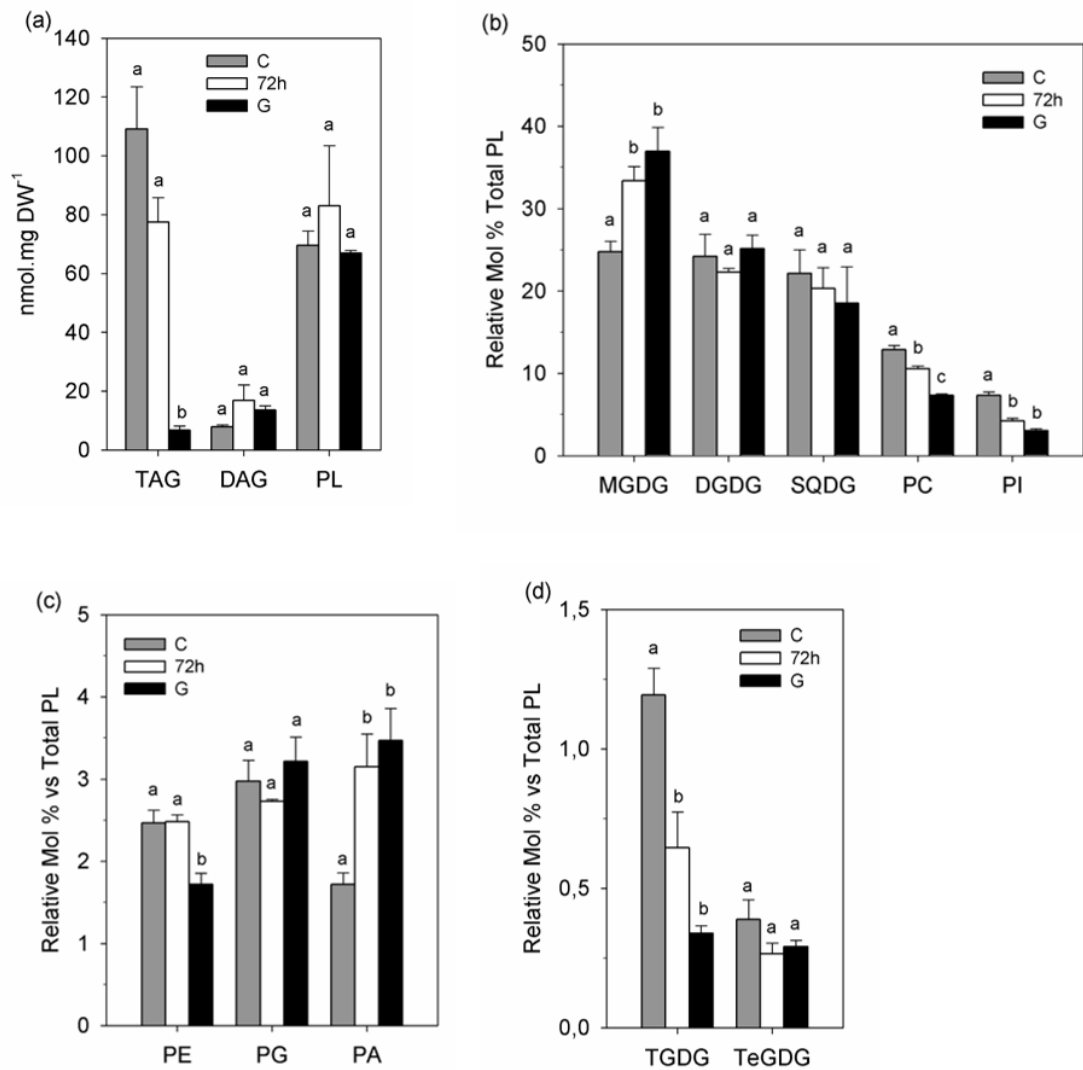 (a)
140
120
100
80
60
40
20
0
nmol.mg DW-1
C
72h
G
a
a
b
a
a
a
a
a
a
TAG DAG PL
(b)
50
40
30
20
10
0
Relative Mol % Total PL
C
72h
G
a b b
a a a
a a a
a b c
a b b
MGDG DGDG SQDG PC PI
(c)
5
4
3
2
1
0
Relative Mol % vs Total PL
C
72h
G
a a b
a a a
a b b
PE PG PA
(d)
1,5
1,0
0,5
0,0
Relative Mol % vs Total PL
C
72h
G
a b b
a a a
TGDG TeGDG